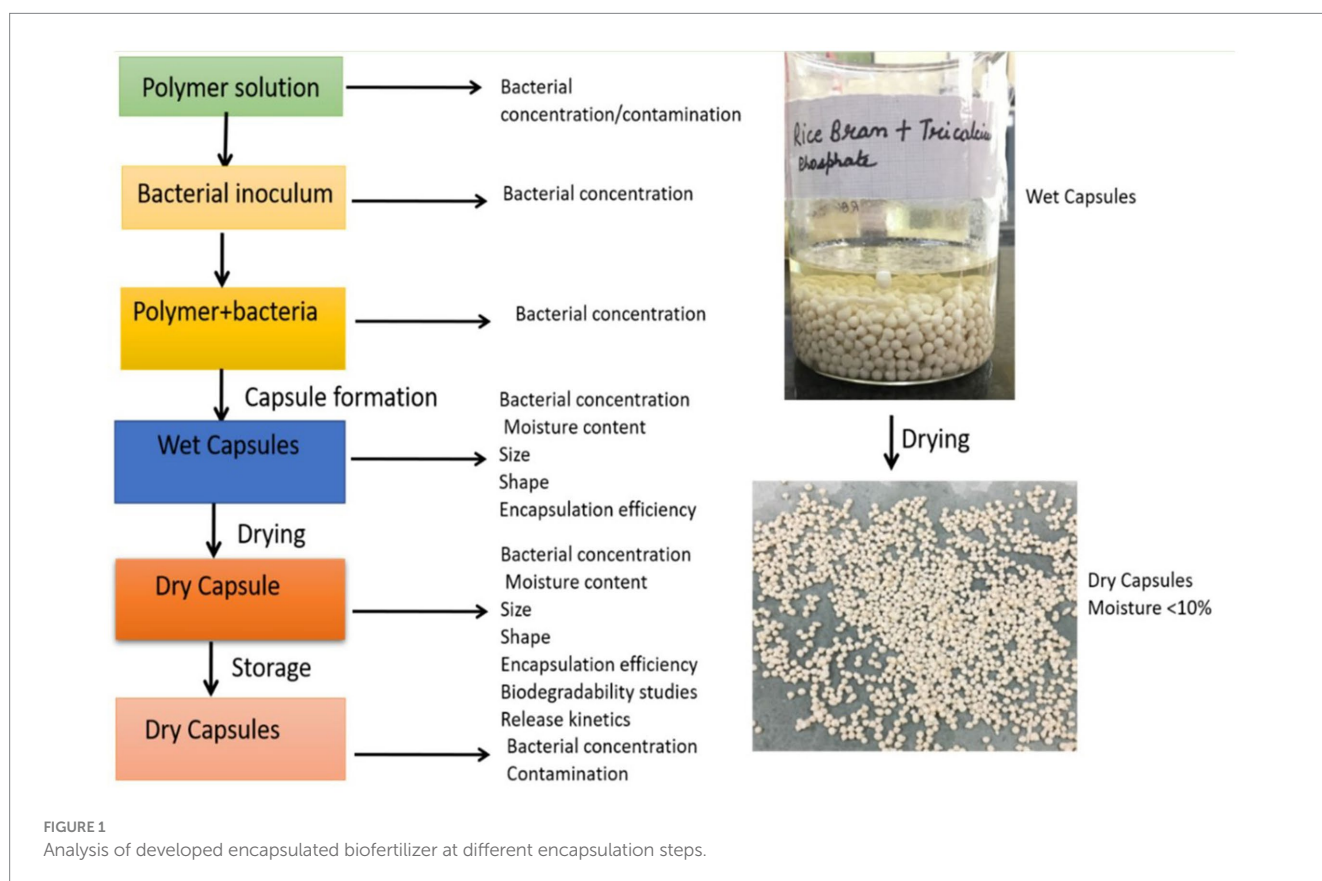 Polymer solution
Bacterial
concentration/contamination
Bacterial inoculum
Bacterial concentration
Polymer+bacteria
Bacterial concentration
Capsule formation
Wet Capsules
Bacterial concentration
Moisture content
Size
Shape
Encapsulation efficiency
Drying
Dry Capsule
Bacterial concentration
Moisture content
Size
Shape
Encapsulation efficiency
Biodegradability studies
Release kinetics
Storage
Dry Capsules
Bacterial concentration
Contamination
Rice Bran + Tricalciu
Phosphate
Wet Capsules
Drying
Dry Capsules
Moisture <10%
FIGURE 1
Analysis of developed encapsulated biofertilizer at different encapsulation steps.